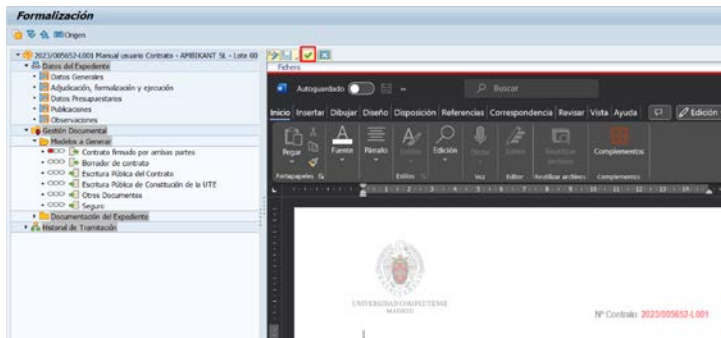 Formalización
Origen
2023/005652-L001 Manual usuario Contrato - AMBIKANT SL - Lote 00
Datos del Expediente
Datos Generales
Adjudicación, formalización y ejecución
Datos Presupuestarios
Publicaciones
Observaciones
Gestión Documental
Modelos a Generar
Contrato firmado por ambas partes
Borrador de contrato
Escritura Pública del Contrato
Escritura Pública de Constitución de la UTE
Otros Documentos
Seguro
Documentación del Expediente
Historial de Tramitación
Fichero
Autoguardado
Buscar
Inicio Insertar Dibujar Diseño Disposición Referencias Correspondencia Revisar Vista Ayuda Edición
Pegar Fuente Párrafo Estilos Edición Dictar Editor Reutilizar archivos Complementos
Portapapeles Estilos Voz Editor Reutilizar archivos Complementos
UNIVERSIDAD COMPLUTENSE
MADRID
Nº Contrato: 2023/005652-L001